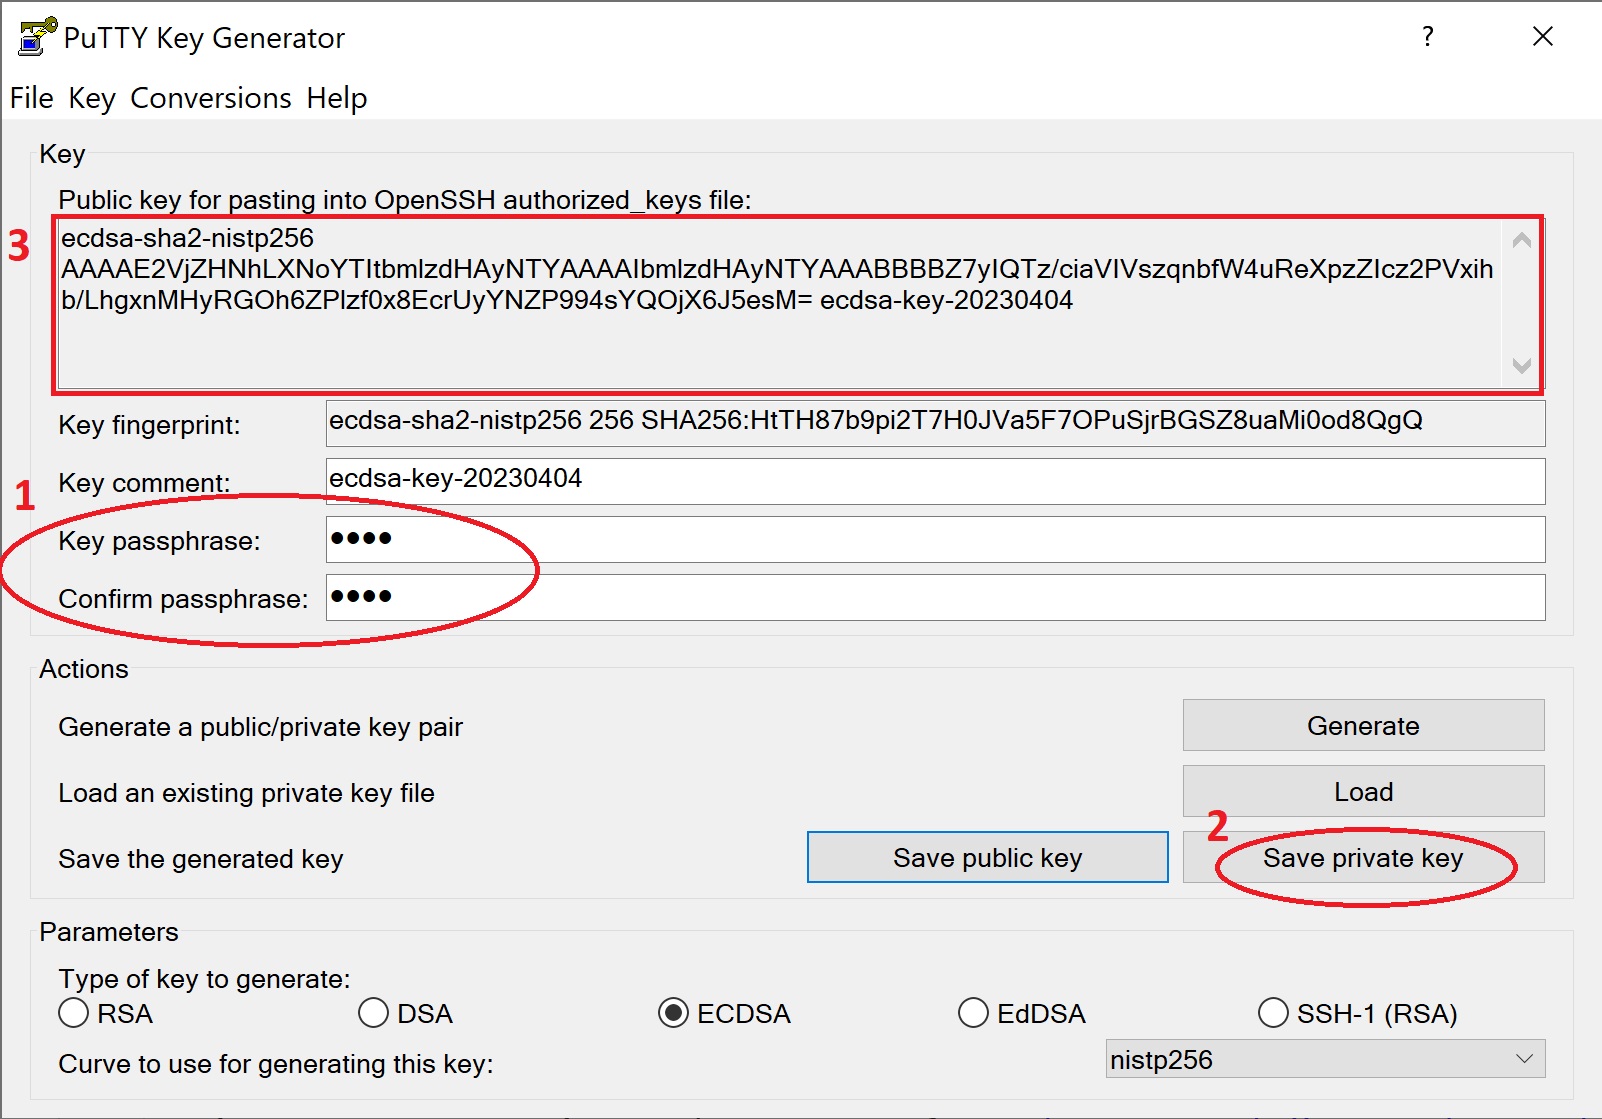 PuTTY Key Generator
?
File Key Conversions Help
Key
Public key for pasting into OpenSSH authorized_keys file:
3
ecdsa-sha2-nistp256
AAAAE2VjZHNhLXNoYTItbmlzdHAyNTYAAAAIbmlzdHAyNTYAAABBBBZ7yIQTz/ciaVIVszqnbfW4uReXpzZIcz2PVxih
b/LhgxnMHyRGOh6ZPlzf0x8EcrUyYNZP994sYQOjX6J5esM= ecdsa-key-20230404
Key fingerprint: ecdsa-sha2-nistp256 256 SHA256:HtTH87b9pi2T7H0JVa5F7OPuSjrBGSZ8uaMi0od8QgQ
Key comment: ecdsa-key-20230404
1
Key passphrase: ●●●●
Confirm passphrase: ●●●●
Actions
Generate a public/private key pair Generate
Load an existing private key file Load
2
Save the generated key Save public key Save private key
Parameters
Type of key to generate:
RSA DSA ECDSA EdDSA SSH-1 (RSA)
Curve to use for generating this key: nistp256